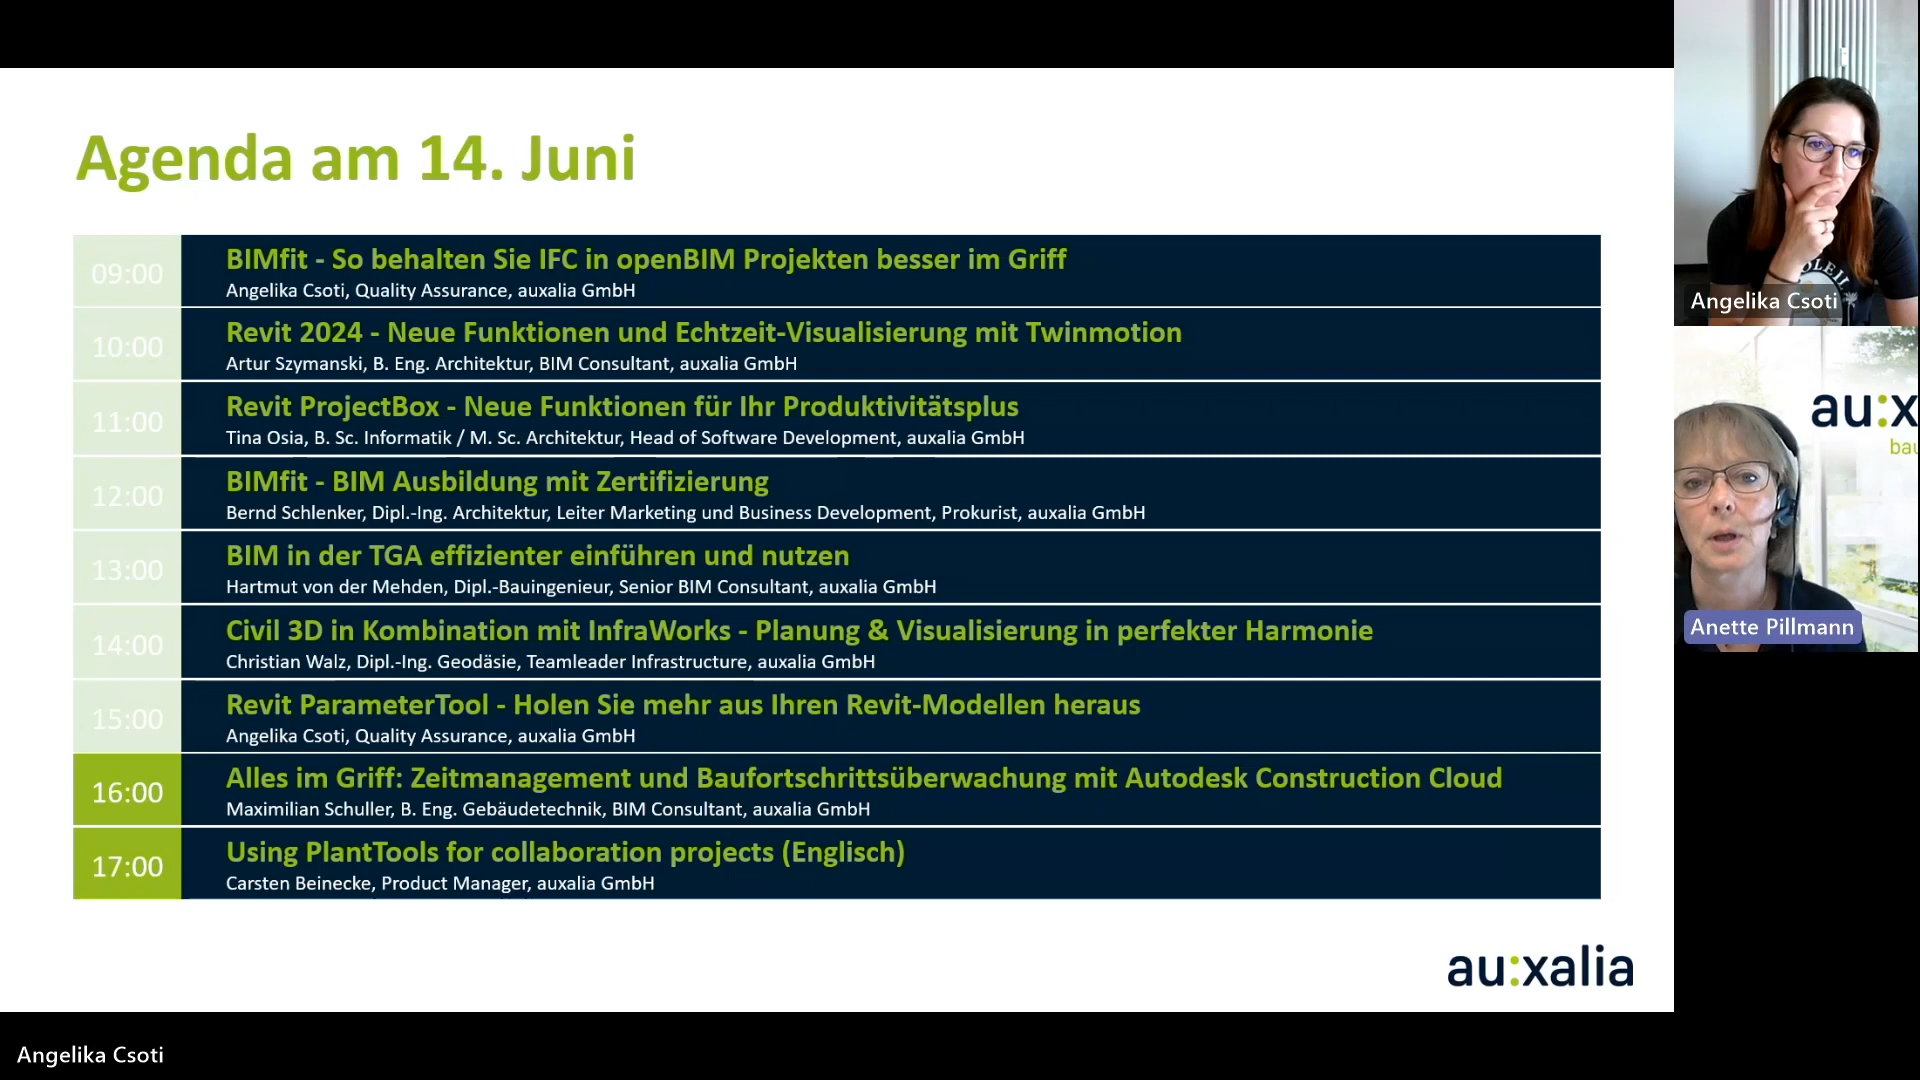 Agenda am 14. Juni
09:00
BIMfit - So behalten Sie IFC in openBIM Projekten besser im Griff
Angelika Csoti, Quality Assurance, auxalia GmbH
10:00
Revit 2024 - Neue Funktionen und Echtzeit-Visualisierung mit Twinmotion
Artur Szymanski, B. Eng. Architektur, BIM Consultant, auxalia GmbH
11:00
Revit ProjectBox - Neue Funktionen für Ihr Produktivitätsplus
Tina Osia, B. Sc. Informatik / M. Sc. Architektur, Head of Software Development, auxalia GmbH
12:00
BIMfit - BIM Ausbildung mit Zertifizierung
Bernd Schlenker, Dipl.-Ing. Architektur, Leiter Marketing und Business Development, Prokurist, auxalia GmbH
13:00
BIM in der TGA effizienter einführen und nutzen
Hartmut von der Mehden, Dipl.-Bauingenieur, Senior BIM Consultant, auxalia GmbH
14:00
Civil 3D in Kombination mit InfraWorks - Planung & Visualisierung in perfekter Harmonie
Christian Walz, Dipl.-Ing. Geodäsie, Teamleader Infrastructure, auxalia GmbH
15:00
Revit ParameterTool - Holen Sie mehr aus Ihren Revit-Modellen heraus
Angelika Csoti, Quality Assurance, auxalia GmbH
16:00
Alles im Griff: Zeitmanagement und Baufortschrittsüberwachung mit Autodesk Construction Cloud
Maximilian Schuller, B. Eng. Gebäudetechnik, BIM Consultant, auxalia GmbH
17:00
Using PlantTools for collaboration projects (Englisch)
Carsten Beinecke, Product Manager, auxalia GmbH
au:xalia
Angelika Csoti
Angelika Csoti
au:x
bau
Anette Pillmann